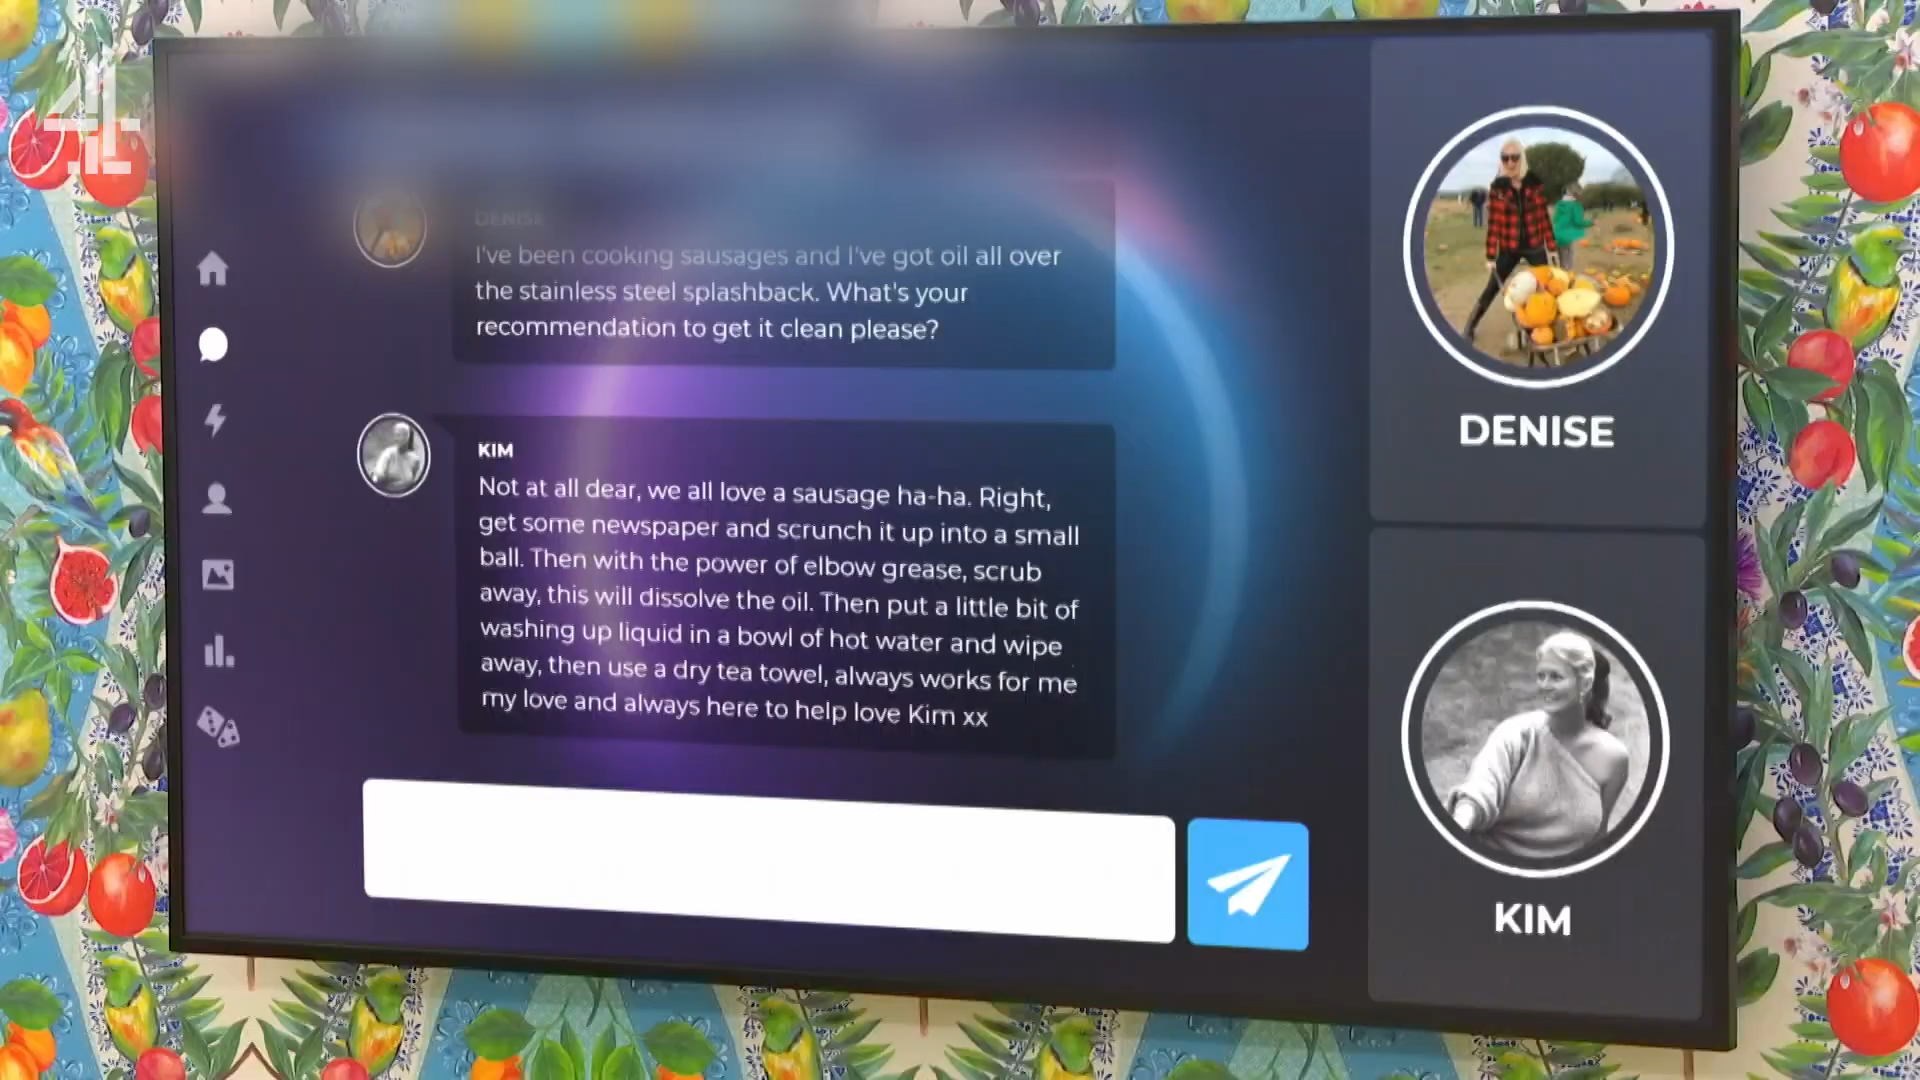 4
DENISE
I've been cooking sausages and I've got oil all over
the stainless steel splashback. What's your
recommendation to get it clean please?
KIM
Not at all dear, we all love a sausage ha-ha. Right,
get some newspaper and scrunch it up into a small
ball. Then with the power of elbow grease, scrub
away, this will dissolve the oil. Then put a little bit of
washing up liquid in a bowl of hot water and wipe
away, then use a dry tea towel, always works for me
my love and always here to help love Kim xx
DENISE
KIM